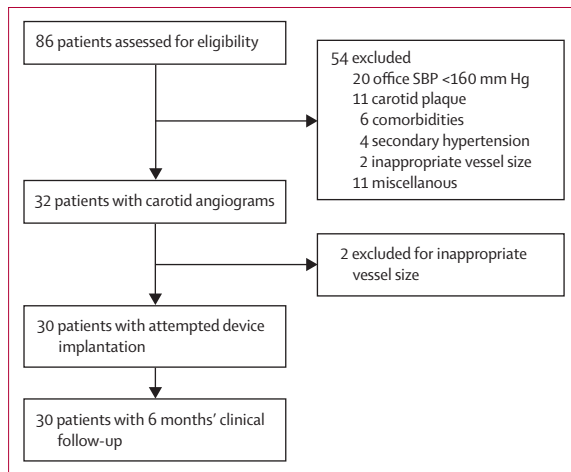 86 patients assessed for eligibility
54 excluded
20 office SBP <160 mm Hg
11 carotid plaque
6 comorbidities
4 secondary hypertension
2 inappropriate vessel size
11 miscellanous
32 patients with carotid angiograms
2 excluded for inappropriate
vessel size
30 patients with attempted device
implantation
30 patients with 6 months’ clinical
follow-up